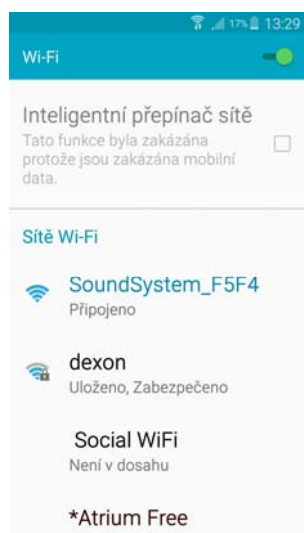 17% 13:29
Wi-Fi
Inteligentní přepínač sítě
Tato funkce byla zakázána
protože jsou zakázána mobilní
data.
Sítě Wi-Fi
SoundSystem_F5F4
Připojeno
dexon
Uloženo, Zabezpečeno
Social WiFi
Není v dosahu
*Atrium Free